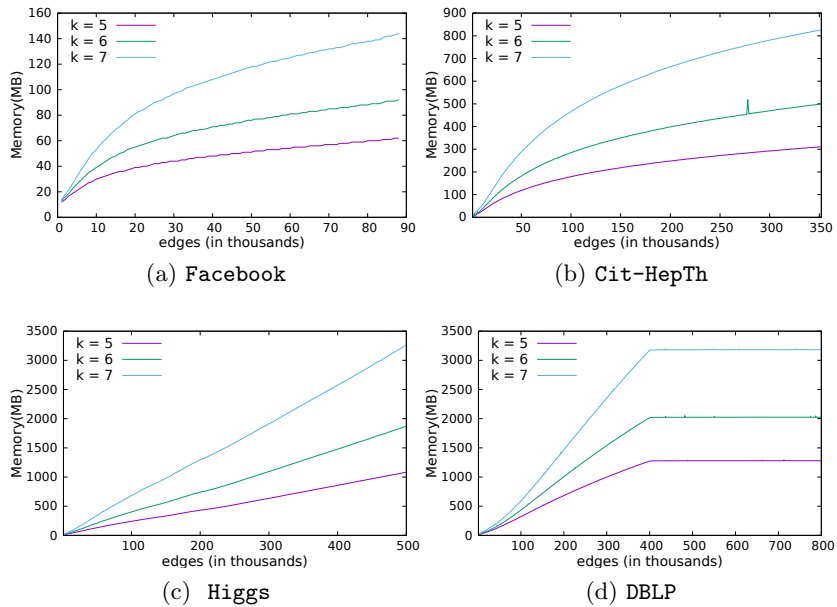 160
140
120
100
80
60
40
20
0
Memory(MB)
k = 5
k = 6
k = 7
0 10 20 30 40 50 60 70 80 90
edges (in thousands)
(a) Facebook
900
800
700
600
500
400
300
200
100
0
Memory(MB)
k = 5
k = 6
k = 7
50 100 150 200 250 300 350
edges (in thousands)
(b) Cit-HepTh
3500
3000
2500
2000
1500
1000
500
0
Memory(MB)
k = 5
k = 6
k = 7
100 200 300 400 500
edges (in thousands)
(c) Higgs
3500
3000
2500
2000
1500
1000
500
0
Memory(MB)
k = 5
k = 6
k = 7
100 200 300 400 500 600 700 800
edges (in thousands)
(d) DBLP